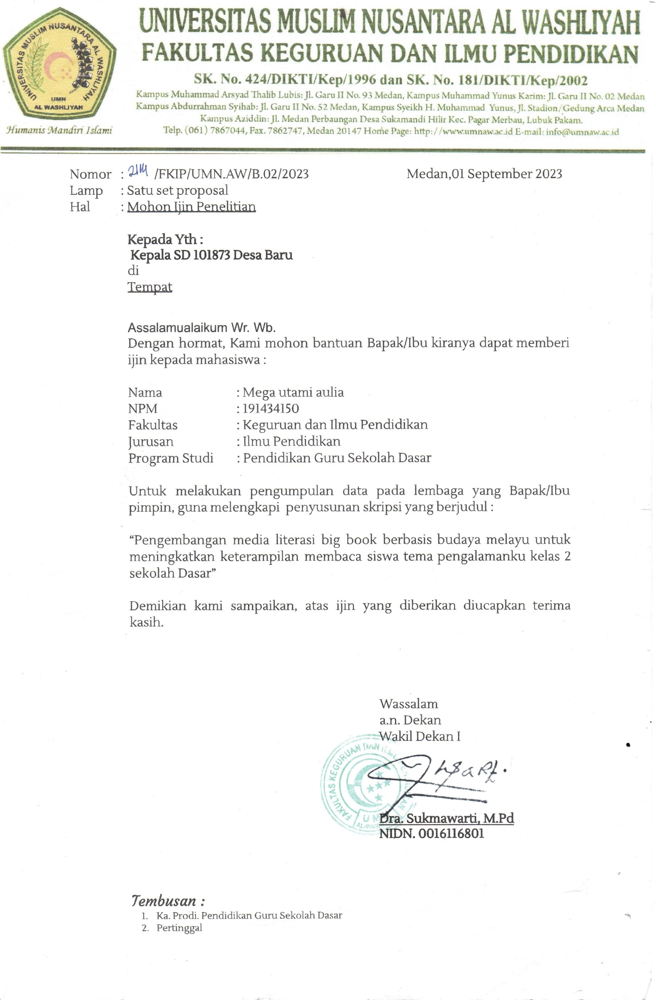 UNIVERSITAS MUSLIM NUSANTARA AL WASHLIYAH
UMN
AL WASHLIYAH
Humanis Mandiri Islami
UNIVERSITAS MUSLIM NUSANTARA AL WASHLIYAH
FAKULTAS KEGURUAN DAN ILMU PENDIDIKAN
SK. No. 424/DIKTI/Kep/1996 dan SK. No. 181/DIKTI/Kep/2002
Kampus Muhammad Arsyad Thalib Lubis: Jl. Garu II No. 93 Medan, Kampus Muhammad Yunus Karim: Jl. Garu II No. 02 Medan
Kampus Abdurrahman Syihab: Jl. Garu II No. 52 Medan, Kampus Syeikh H. Muhammad Yunus, Jl. Stadion/Gedung Arca Medan
Kampus Aziddin: Jl. Medan Perbaungan Desa Sukamandi Hilir Kec. Pagar Merbau, Lubuk Pakam.
Telp. (061) 7867044, Fax. 7862747, Medan 20147 Home Page: http://www.umnaw.ac.id E-mail: info@umnaw.ac.id
Nomor : /FKIP/UMN.AW/B.02/2023 Medan,01 September 2023
Lamp : Satu set proposal
Hal : Mohon Ijin Penelitian
Kepada Yth :
Kepala SD 101873 Desa Baru
di
Tempat
Assalamualaikum Wr. Wb.
Dengan hormat, Kami mohon bantuan Bapak/Ibu kiranya dapat memberi
ijin kepada mahasiswa :
Nama : Mega utami aulia
NPM : 191434150
Fakultas : Keguruan dan Ilmu Pendidikan
Jurusan : Ilmu Pendidikan
Program Studi : Pendidikan Guru Sekolah Dasar
Untuk melakukan pengumpulan data pada lembaga yang Bapak/Ibu
pimpin, guna melengkapi penyusunan skripsi yang berjudul :
“Pengembangan media literasi big book berbasis budaya melayu untuk
meningkatkan keterampilan membaca siswa tema pengalamanku kelas 2
sekolah Dasar”
Demikian kami sampaikan, atas ijin yang diberikan diucapkan terima
kasih.
Wassalam
a.n. Dekan
Wakil Dekan I
FAKULTAS KEGURUAN DAN
Dra. Sukmawarti, M.Pd
NIDN. 0016116801
Tembusan :
1. Ka. Prodi. Pendidikan Guru Sekolah Dasar
2. Pertinggal